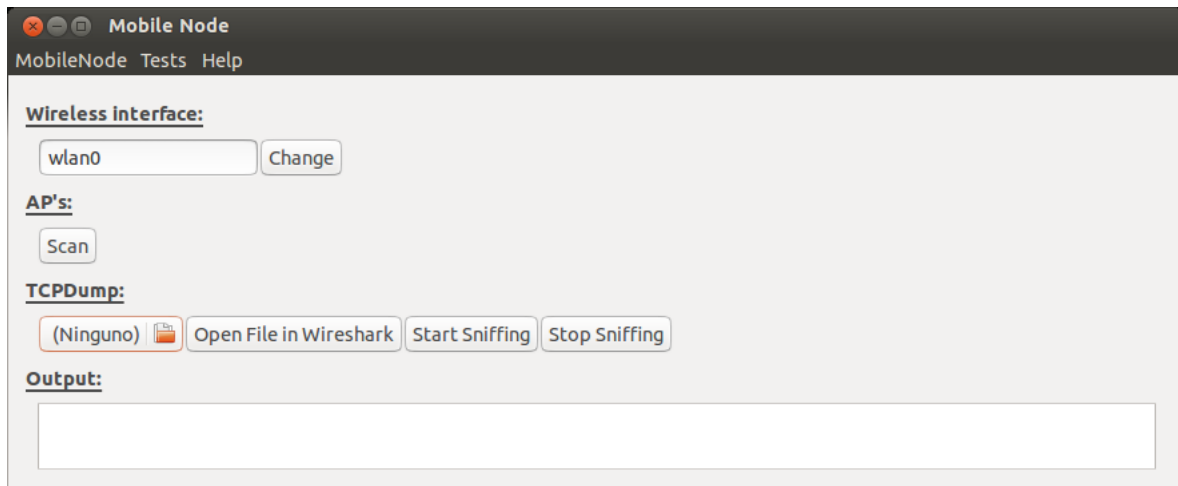 Mobile Node
MobileNode Tests Help
Wireless interface:
wlan0 Change
AP's:
Scan
TCPDump:
(Ninguno) Open File in Wireshark Start Sniffing Stop Sniffing
Output: